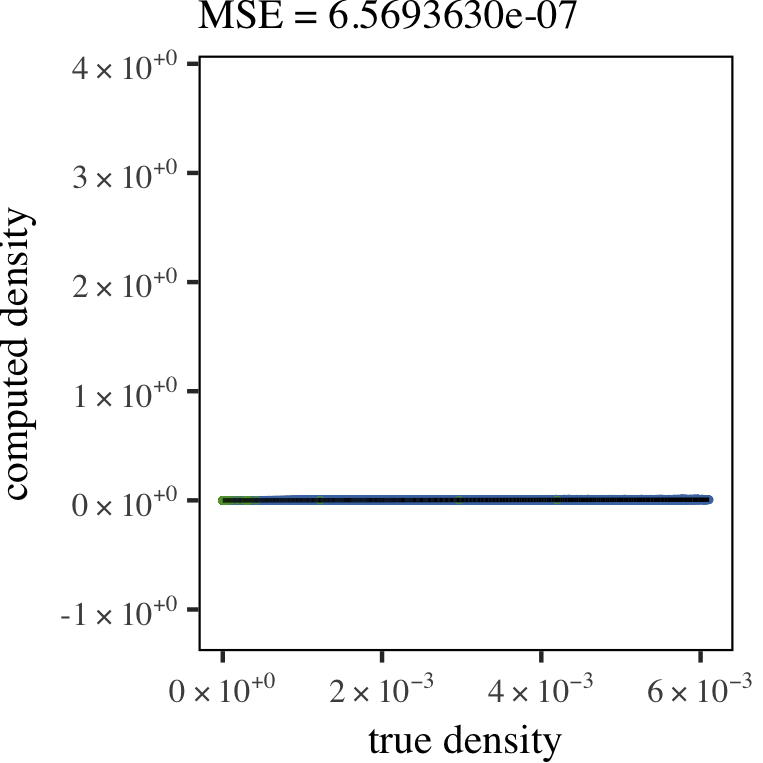 MSE = 6.5693630e-07
4 × 10⁺⁰
3 × 10⁺⁰
2 × 10⁺⁰
1 × 10⁺⁰
0 × 10⁺⁰
-1 × 10⁺⁰
computed density
0 × 10⁺⁰ 2 × 10⁻³ 4 × 10⁻³ 6 × 10⁻³
true density